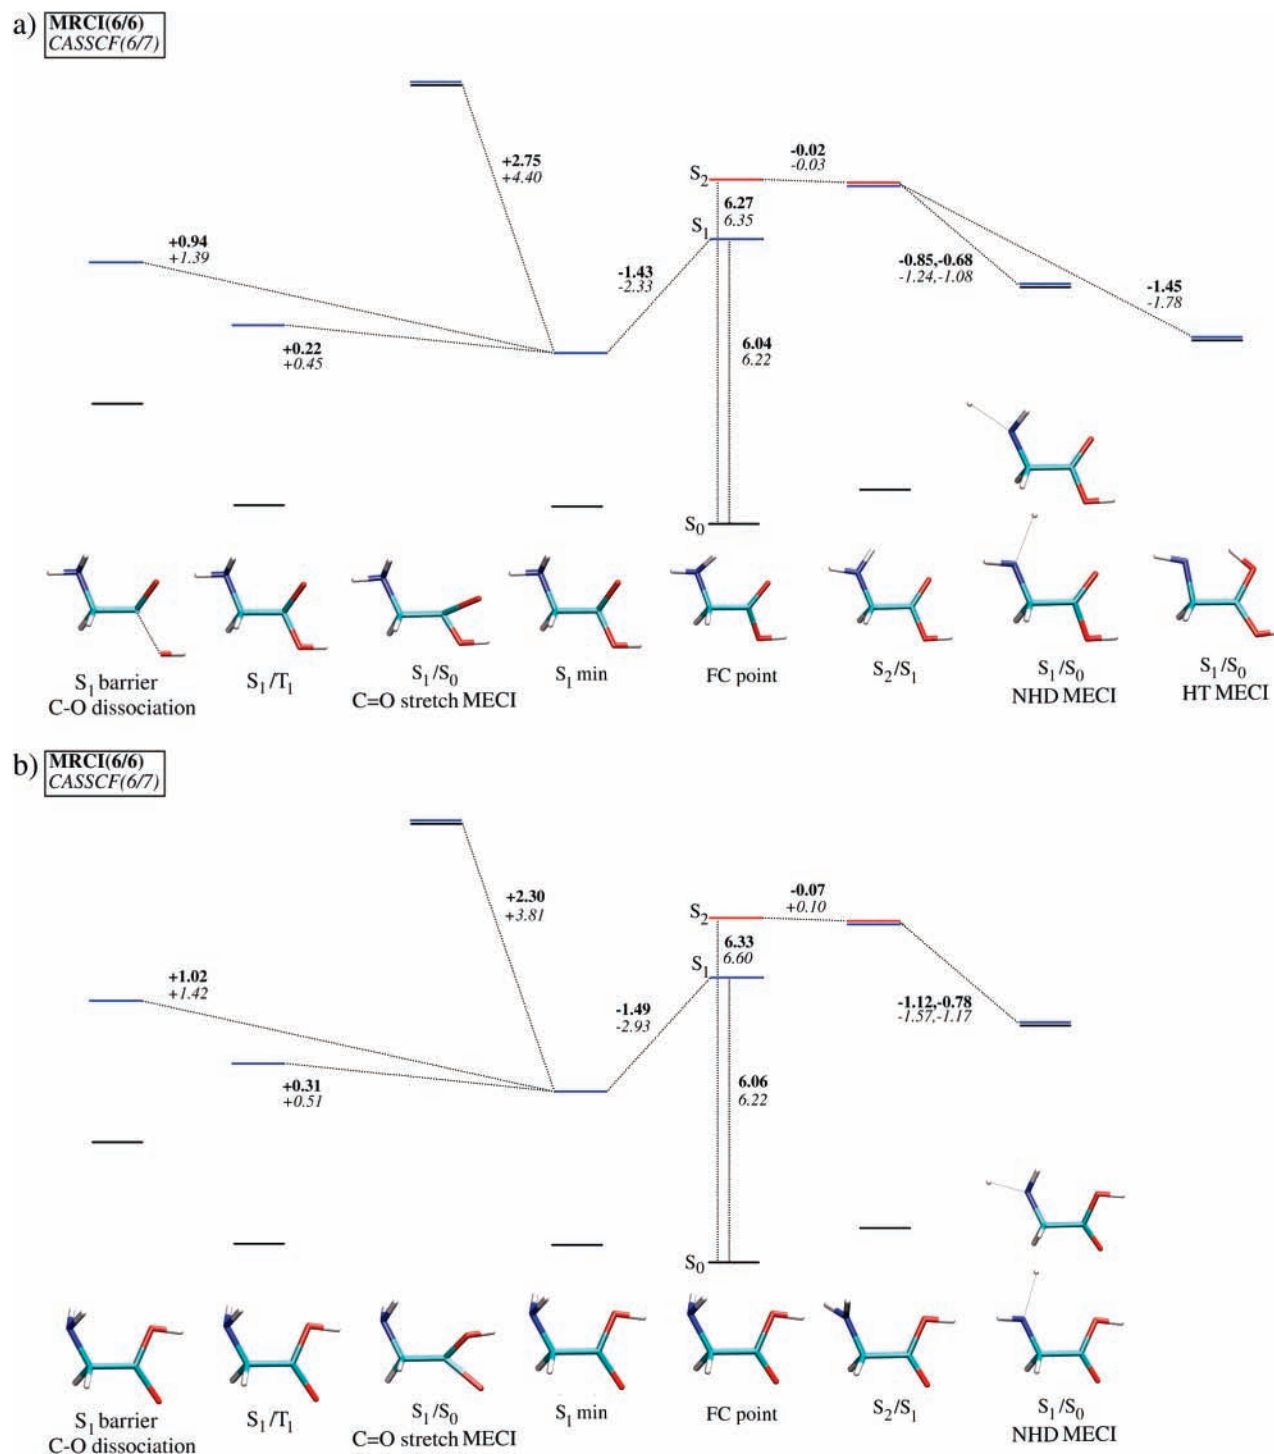 a)
MRCI(6/6)
CASSCF(6/7)
+2.75
+4.40
-0.02
-0.03
S2
6.27
6.35
S1
+0.94
+1.39
-1.43
-2.33
-0.85,-0.68
-1.24,-1.08
-1.45
-1.78
+0.22
+0.45
6.04
6.22
S0
S1 barrier
C-O dissociation
S1/T1
S1/S0
C=O stretch MECI
S1 min
FC point
S2/S1
S1/S0
NHD MECI
S1/S0
HT MECI
b)
MRCI(6/6)
CASSCF(6/7)
+2.30
+3.81
-0.07
+0.10
S2
6.33
6.60
S1
+1.02
+1.42
-1.49
-2.93
-1.12,-0.78
-1.57,-1.17
+0.31
+0.51
6.06
6.22
S0
S1 barrier
C-O dissociation
S1/T1
S1/S0
C=O stretch MECI
S1 min
FC point
S2/S1
S1/S0
NHD MECI